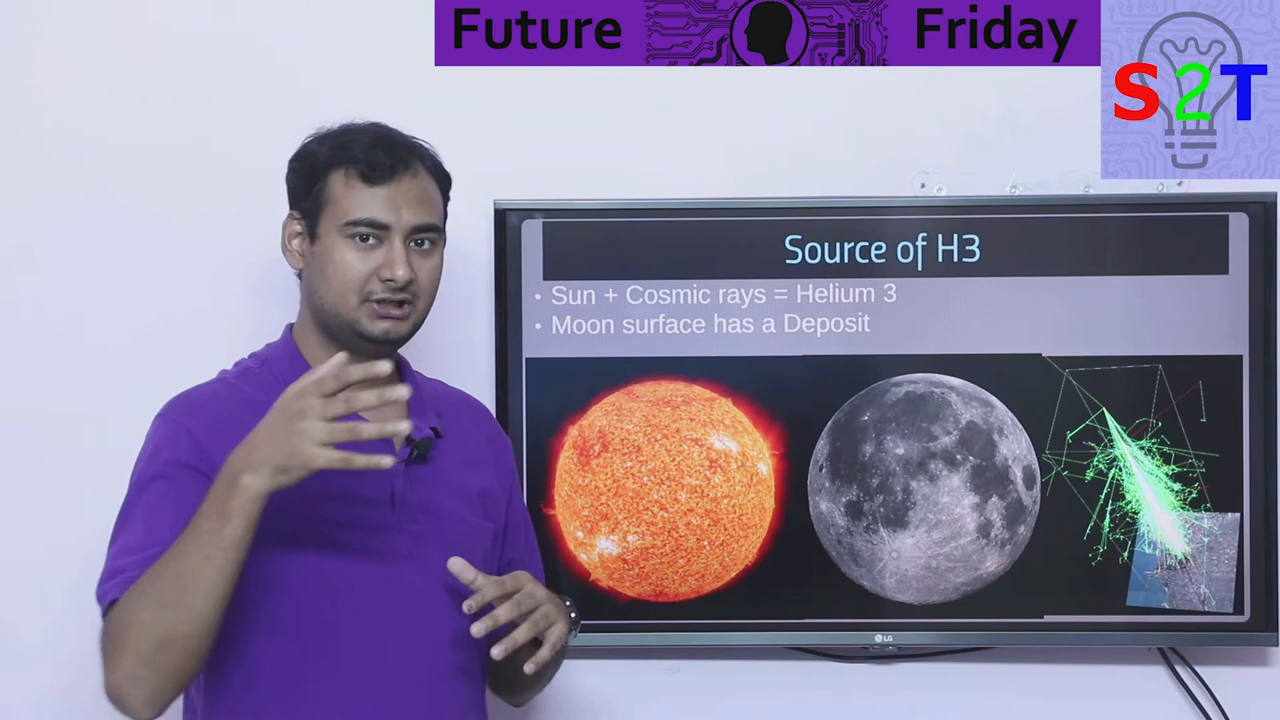 Future Friday
S2T
Source of H3
• Sun + Cosmic rays = Helium 3
• Moon surface has a Deposit
LG